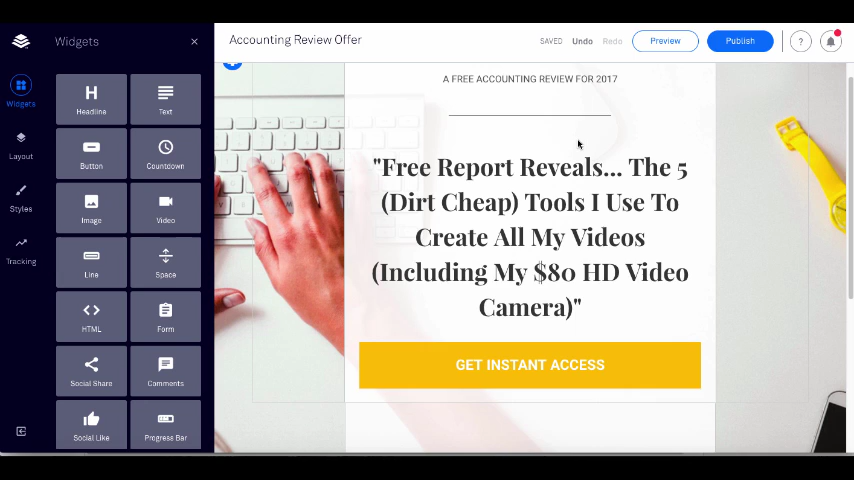 Widgets
Accounting Review Offer
SAVED Undo Redo Preview Publish ?
Widgets
Layout
Styles
Tracking
H Headline
Text
Button
Countdown
Image
Video
Line
Space
HTML
Form
Social Share
Comments
Social Like
Progress Bar
A FREE ACCOUNTING REVIEW FOR 2017
"Free Report Reveals... The 5
(Dirt Cheap) Tools I Use To
Create All My Videos
(Including My $80 HD Video
Camera)"
GET INSTANT ACCESS